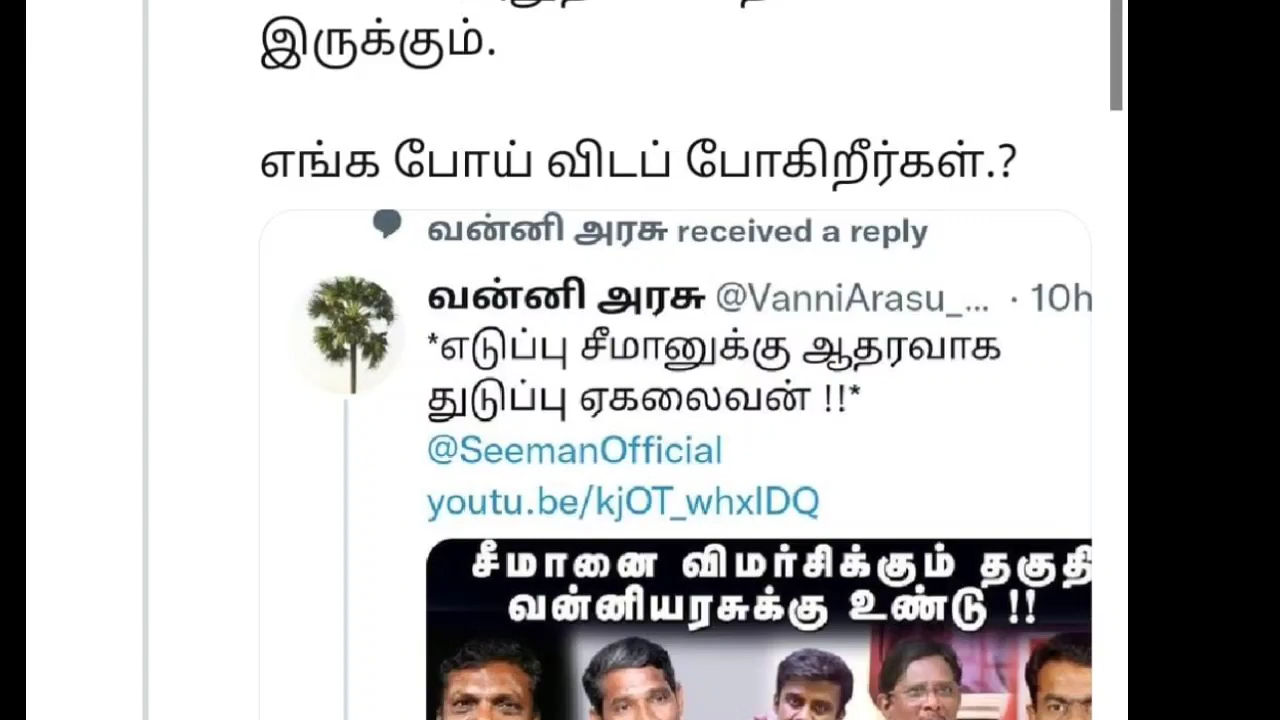 இருக்கும்.
எங்க போய் விடப் போகிறீர்கள்.?
வன்னி அரசு received a reply
வன்னி அரசு @VanniArasu_... · 10h
*எடுப்பு சீமானுக்கு ஆதரவாக
துடுப்பு ஏகலைவன் !!*
@SeemanOfficial
youtu.be/kjOT_whxlDQ
சீமானை விமர்சிக்கும் தகுதி
வன்னியரசுக்கு உண்டு !!